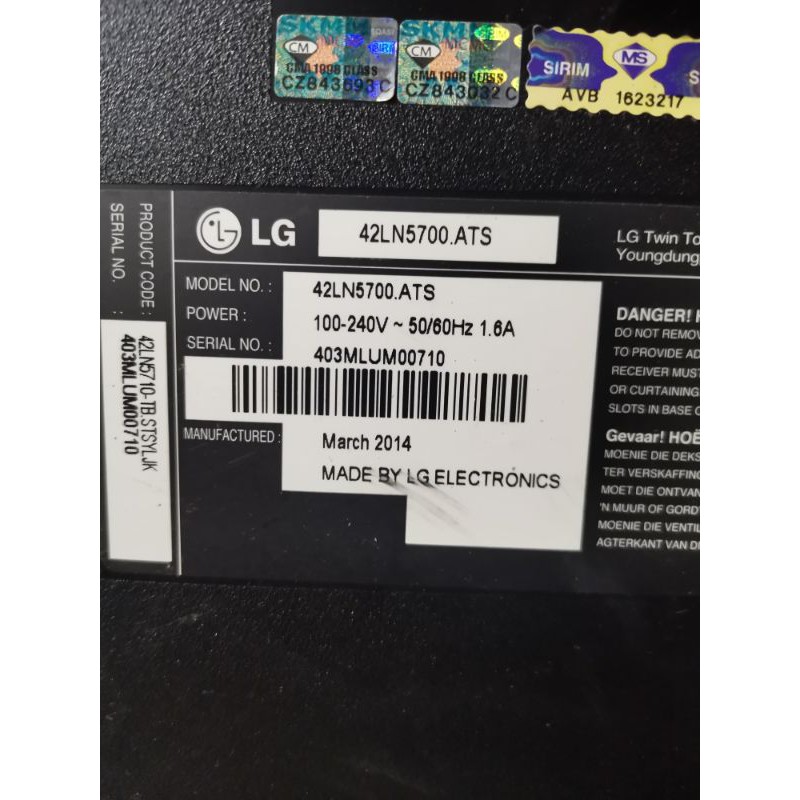 SKMM
CM
CMA 1998 CLASS
CZ843693C
SKMM
CM
CMA 1998 GLASS
CZ843032C
SIRIM
MS
AVB 1623217
LG
42LN5700.ATS
LG Twin To
Youngdung
MODEL NO. : 42LN5700.ATS
POWER : 100-240V ~ 50/60Hz 1.6A
SERIAL NO. : 403MLUM00710
MANUFACTURED : March 2014
MADE BY LG ELECTRONICS
PRODUCT CODE : 42LN5710-TB.STSYLJK
SERIAL NO. : 403MLUM00710
DANGER!
DO NOT REMOV
TO PROVIDE AD
RECEIVER MUST
OR CURTAINING
SLOTS IN BASE
Gevaar! HOË
MOENIE DIE DEKS
TER VERSKAFFIN
MOET DIE ONTVAN
'N MUUR OF GORD
MOENIE DIE VENTIL
AGTERKANT VAN DI